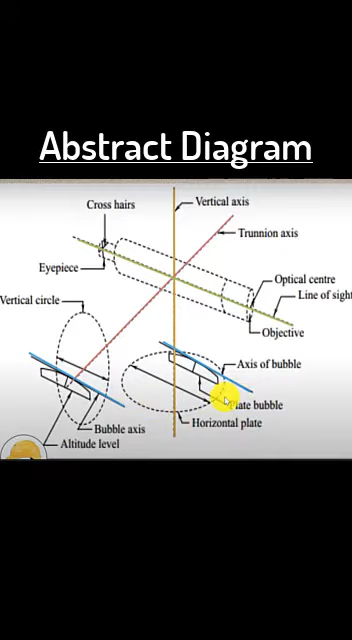 Abstract Diagram
Cross hairs
Vertical axis
Trunnion axis
Eyepiece
Optical centre
Line of sight
Vertical circle
Objective
Axis of bubble
plate bubble
Bubble axis
Horizontal plate
Altitude level